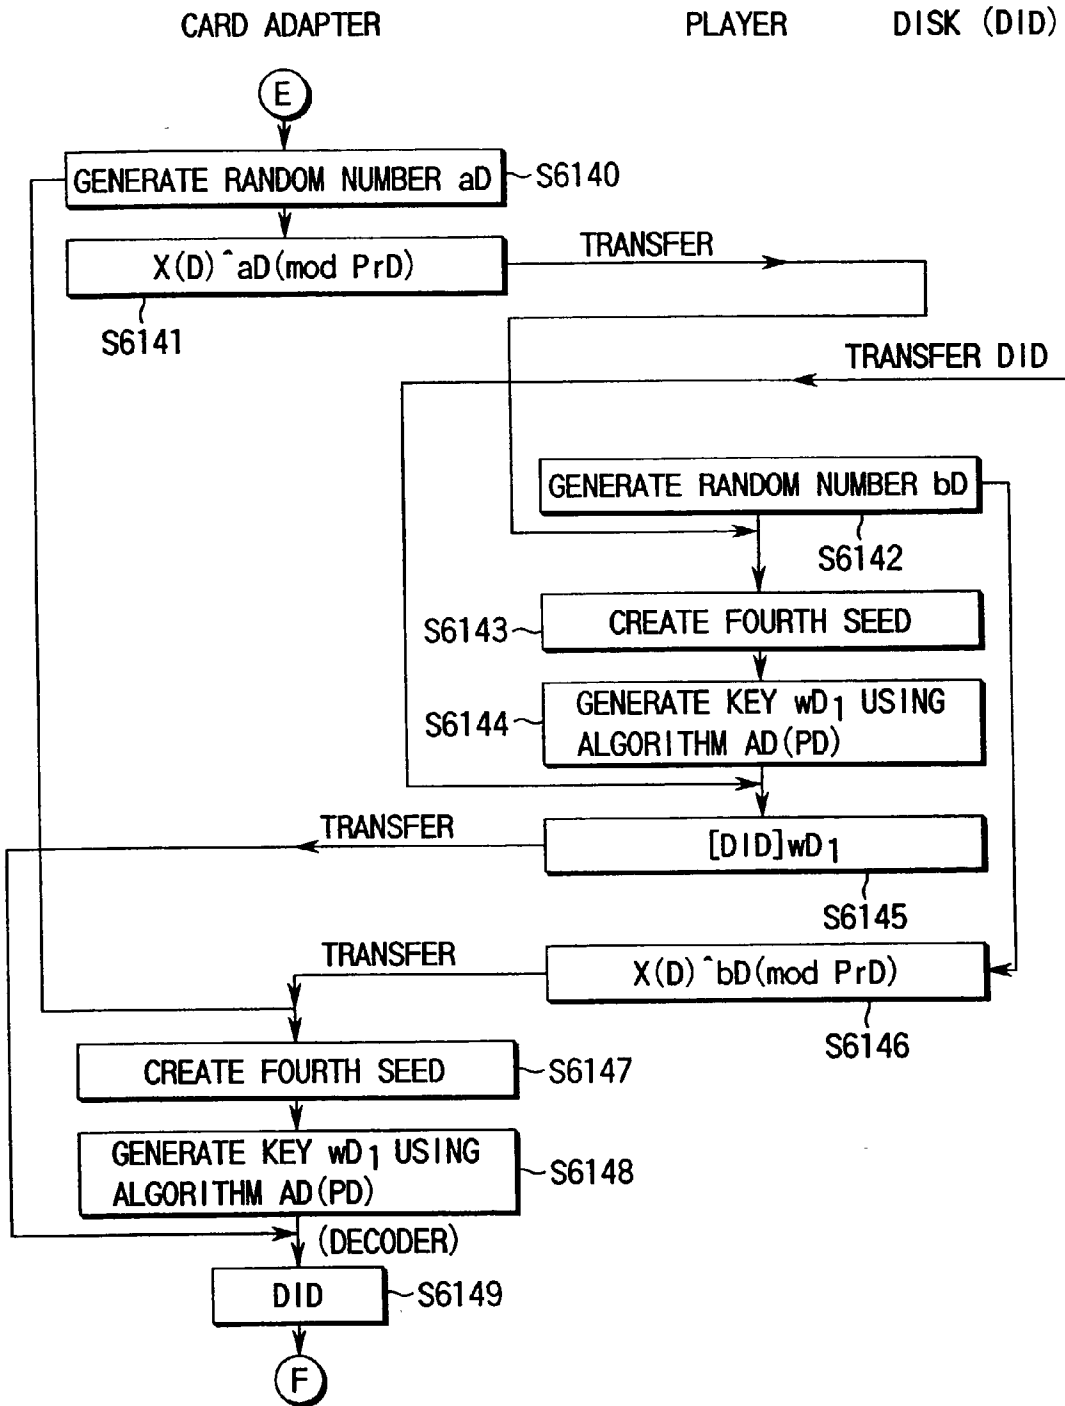 CARD ADAPTER
PLAYER
DISK (DID)
E
GENERATE RANDOM NUMBER aD
S6140
X(D)^aD(mod PrD)
TRANSFER
S6141
TRANSFER DID
GENERATE RANDOM NUMBER bD
S6142
S6143
CREATE FOURTH SEED
S6144
GENERATE KEY wD1 USING
ALGORITHM AD(PD)
TRANSFER
[DID]wD1
S6145
TRANSFER
X(D)^bD(mod PrD)
S6146
CREATE FOURTH SEED
S6147
GENERATE KEY wD1 USING
ALGORITHM AD(PD)
S6148
(DECODER)
DID
S6149
F